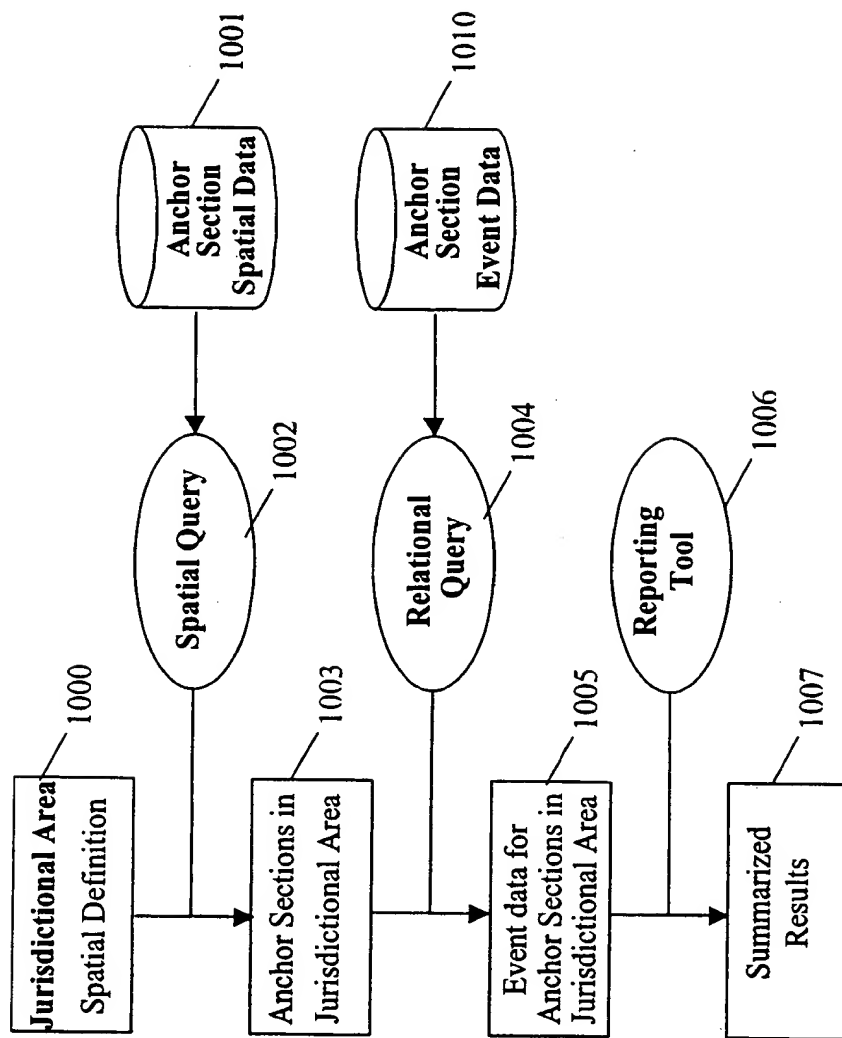 1000
Jurisdictional Area
Spatial Definition
Spatial Query
1002
Anchor
Section
Spatial Data
1001
1003
Anchor Sections in
Jurisdictional Area
Relational
Query
1004
Anchor
Section
Event Data
1010
1005
Event data for
Anchor Sections in
Jurisdictional Area
Reporting
Tool
1006
1007
Summarized
Results